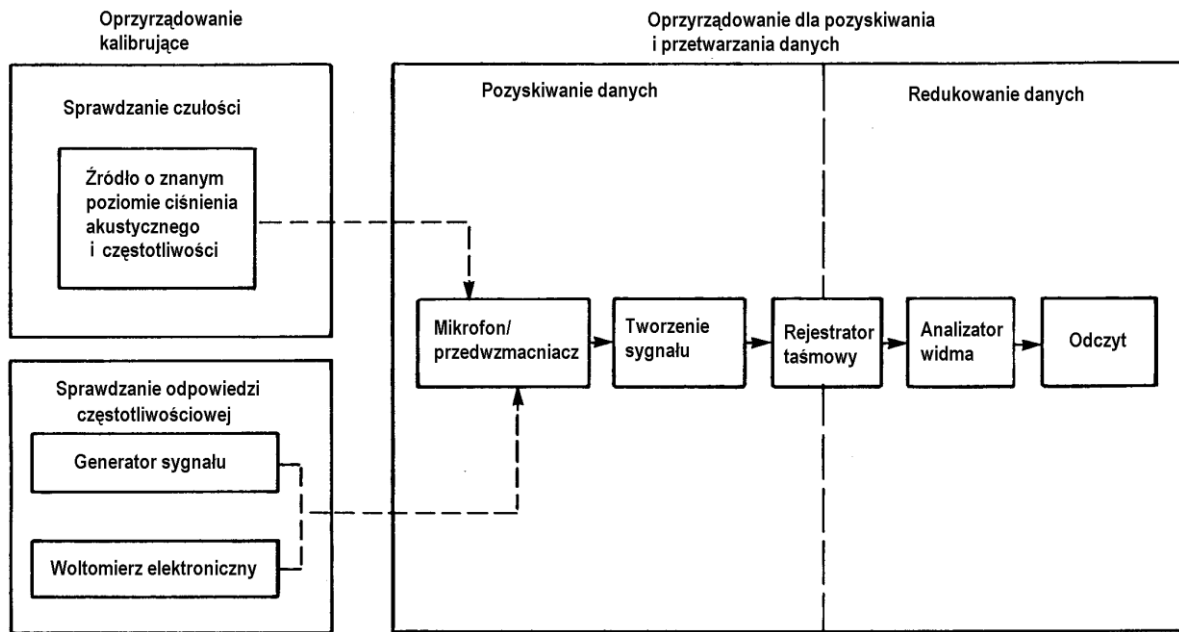 Oprzyrządowanie
kalibrujące
Oprzyrządowanie dla pozyskiwania
i przetwarzania danych
Sprawdzanie czułości
Źródło o znanym
poziomie ciśnienia
akustycznego
i częstotliwości
Sprawdzanie odpowiedzi
częstotliwościowej
Generator sygnału
Woltomierz elektroniczny
Pozyskiwanie danych
Redukowanie danych
Mikrofon/
przedwzmacniacz
Tworzenie
sygnału
Rejestrator
taśmowy
Analizator
widma
Odczyt